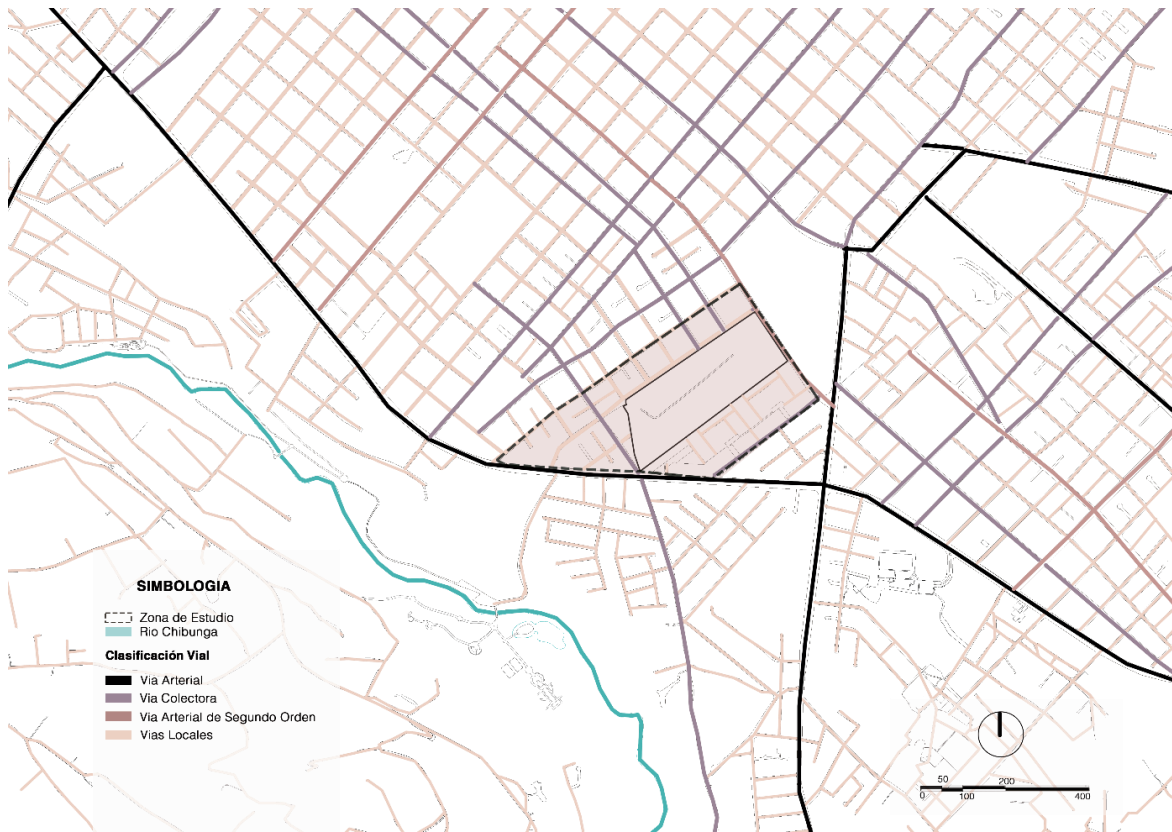 SIMBOLOGIA
Zona de Estudio
Rio Chibunga
Clasificación Vial
Via Arterial
Via Colectora
Via Arterial de Segundo Orden
Vias Locales
50 200
0 100 400